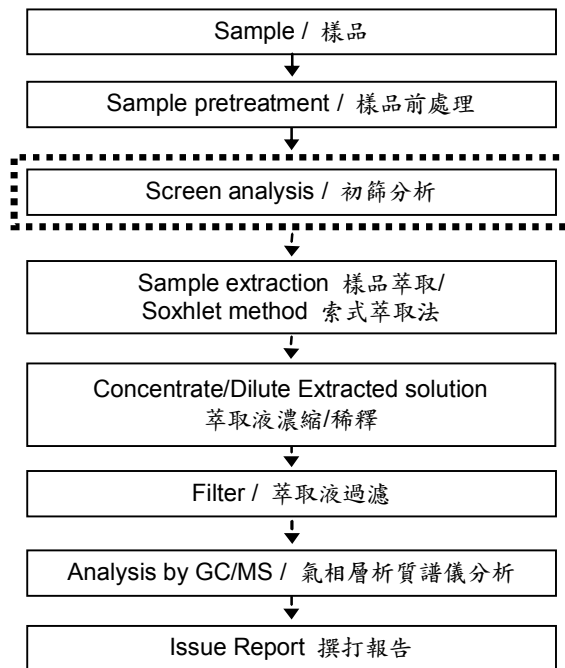 Sample / 樣品
Sample pretreatment / 樣品前處理
Screen analysis / 初篩分析
Sample extraction 樣品萃取/
Soxhlet method 索式萃取法
Concentrate/Dilute Extracted solution
萃取液濃縮/稀釋
Filter / 萃取液過濾
Analysis by GC/MS / 氣相層析質譜儀分析
Issue Report 撰打報告